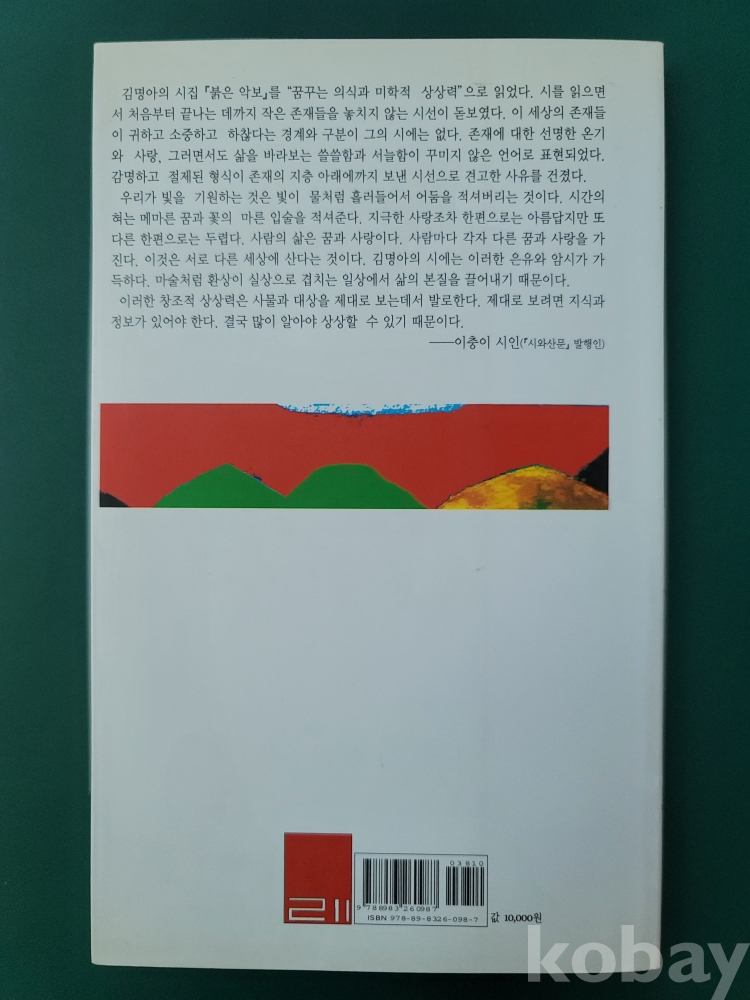 김명아의 시집 『붉은 악보』를 “꿈꾸는 의식과 미학적 상상력”으로 읽었다. 시를 읽으면
서 처음부터 끝나는 데까지 작은 존재들을 놓치지 않는 시선이 돋보였다. 이 세상의 존재들
이 귀하고 소중하고 하찮다는 경계와 구분이 그의 시에는 없다. 존재에 대한 선명한 온기
와 사랑, 그러면서도 삶을 바라보는 쓸쓸함과 서늘함이 꾸미지 않은 언어로 표현되었다.
감명하고 절제된 형식이 존재의 지층 아래에까지 보낸 시선으로 견고한 사유를 건졌다.
우리가 빛을 기원하는 것은 빛이 물처럼 흘러들어서 어둠을 적셔버리는 것이다. 시간의
혀는 메마른 꿈과 꽃의 마른 입술을 적셔준다. 지극한 사랑조차 한편으로는 아름답지만 또
다른 한편으로는 두렵다. 사람의 삶은 꿈과 사랑이다. 사람마다 각자 다른 꿈과 사랑을 가
진다. 이것은 서로 다른 세상에 산다는 것이다. 김명아의 시에는 이러한 은유와 암시가 가
득하다. 마술처럼 환상이 실상으로 겹치는 일상에서 삶의 본질을 끌어내기 때문이다.
이러한 창조적 상상력은 사물과 대상을 제대로 보는데서 발로한다. 제대로 보려면 지식과
정보가 있어야 한다. 결국 많이 알아야 상상할 수 있기 때문이다.
──이충이 시인(『시와산문』 발행인)
03810
9 788983 260987
ISBN 978-89-8326-098-7
값 10,000원
kobay